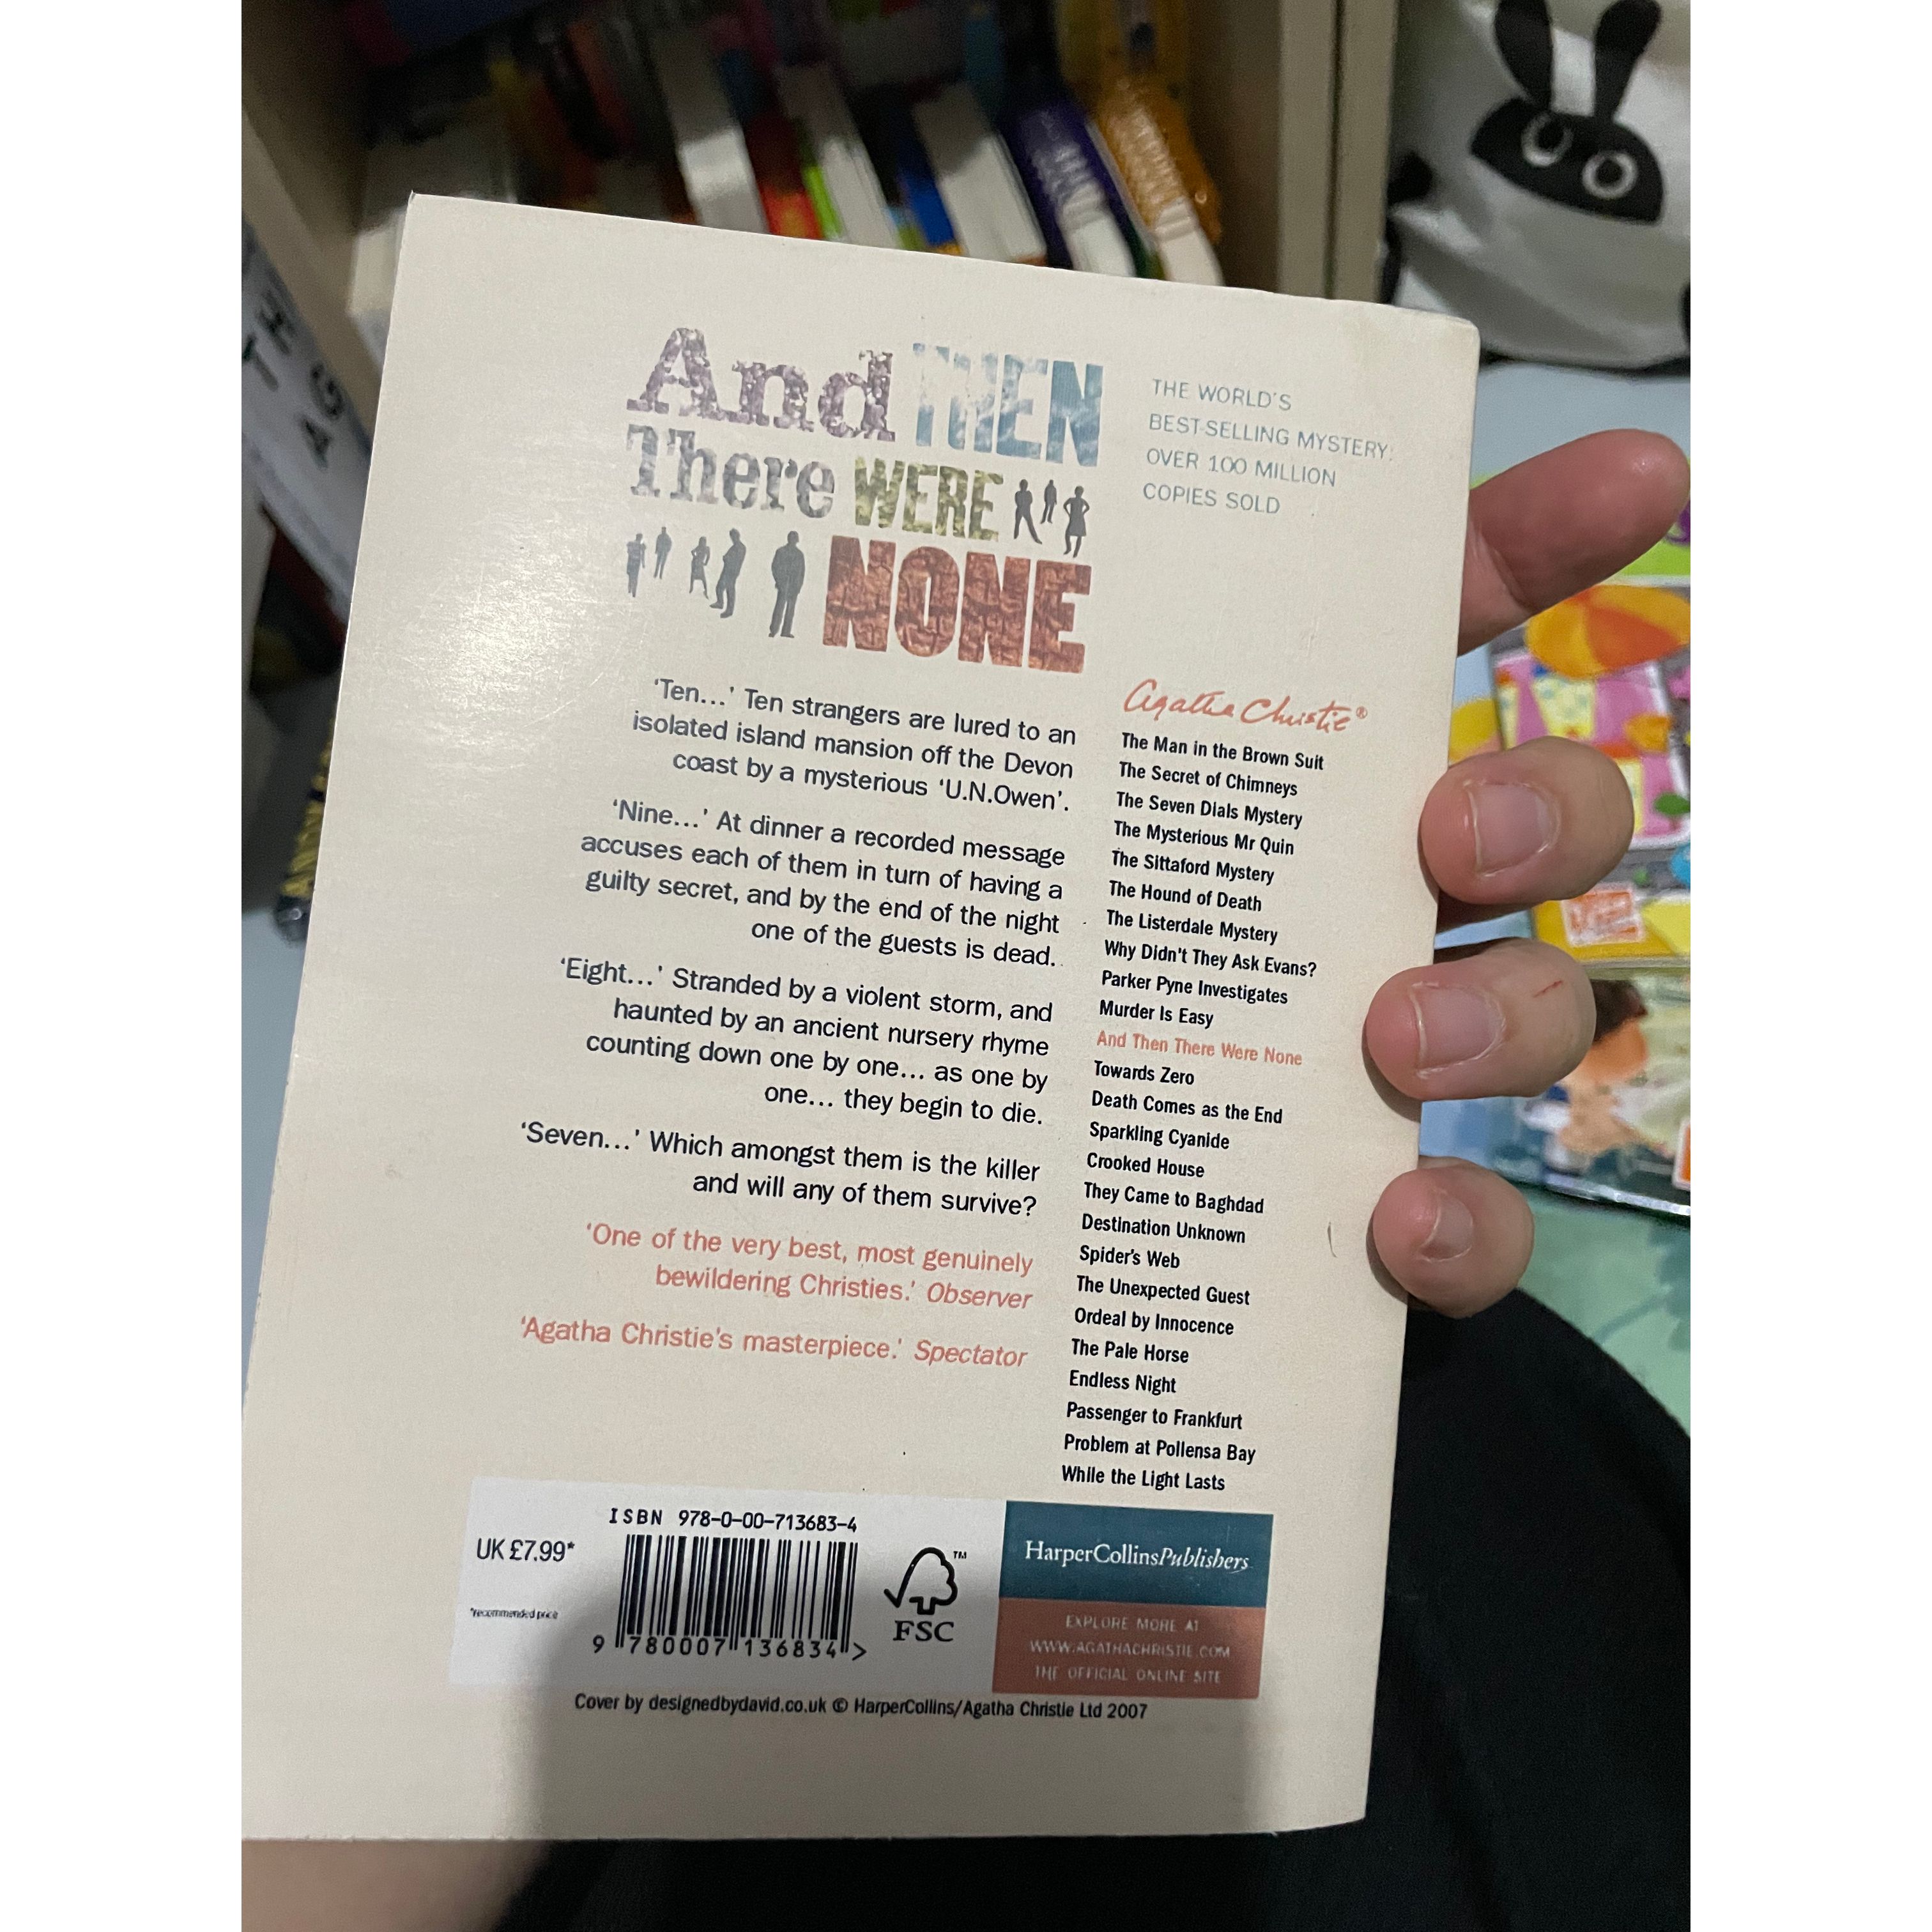 And THEN
There WERE
NONE
THE WORLD'S
BEST-SELLING MYSTERY:
OVER 100 MILLION
COPIES SOLD
‘Ten...’ Ten strangers are lured to an
isolated island mansion off the Devon
coast by a mysterious ‘U.N.Owen’.
‘Nine...’ At dinner a recorded message
accuses each of them in turn of having a
guilty secret, and by the end of the night
one of the guests is dead.
‘Eight...’ Stranded by a violent storm, and
haunted by an ancient nursery rhyme
counting down one by one... as one by
one... they begin to die.
‘Seven...’ Which amongst them is the killer
and will any of them survive?
‘One of the very best, most genuinely
bewildering Christies.’ Observer
‘Agatha Christie's masterpiece.’ Spectator
Agatha Christie®
The Man in the Brown Suit
The Secret of Chimneys
The Seven Dials Mystery
The Mysterious Mr Quin
The Sittaford Mystery
The Hound of Death
The Listerdale Mystery
Why Didn't They Ask Evans?
Parker Pyne Investigates
Murder Is Easy
And Then There Were None
Towards Zero
Death Comes as the End
Sparkling Cyanide
Crooked House
They Came to Baghdad
Destination Unknown
Spider's Web
The Unexpected Guest
Ordeal by Innocence
The Pale Horse
Endless Night
Passenger to Frankfurt
Problem at Pollensa Bay
While the Light Lasts
UK £7.99*
*recommended price
ISBN 978-0-00-713683-4
9 780007 136834 >
TM
FSC
HarperCollinsPublishers
EXPLORE MORE AT
WWW.AGATHACHRISTIE.COM
THE OFFICIAL ONLINE SITE
Cover by designedbydavid.co.uk © HarperCollins/Agatha Christie Ltd 2007